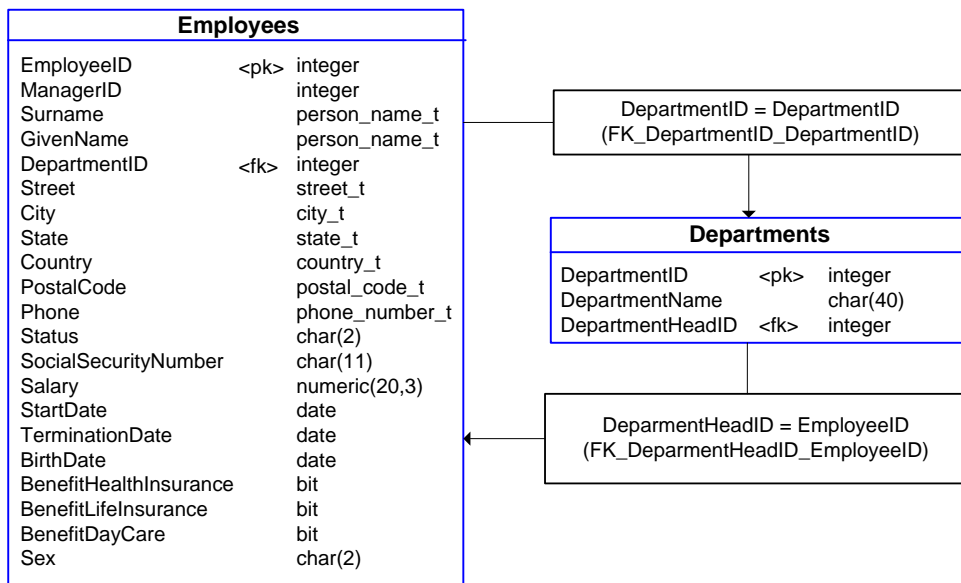 Employees
EmployeeID <pk> integer
ManagerID integer
Surname person_name_t
GivenName person_name_t
DepartmentID <fk> integer
Street street_t
City city_t
State state_t
Country country_t
PostalCode postal_code_t
Phone phone_number_t
Status char(2)
SocialSecurityNumber char(11)
Salary numeric(20,3)
StartDate date
TerminationDate date
BirthDate date
BenefitHealthInsurance bit
BenefitLifeInsurance bit
BenefitDayCare bit
Sex char(2)
DepartmentID = DepartmentID
(FK_DepartmentID_DepartmentID)
Departments
DepartmentID <pk> integer
DepartmentName char(40)
DepartmentHeadID <fk> integer
DeparmentHeadID = EmployeeID
(FK_DeparmentHeadID_EmployeeID)